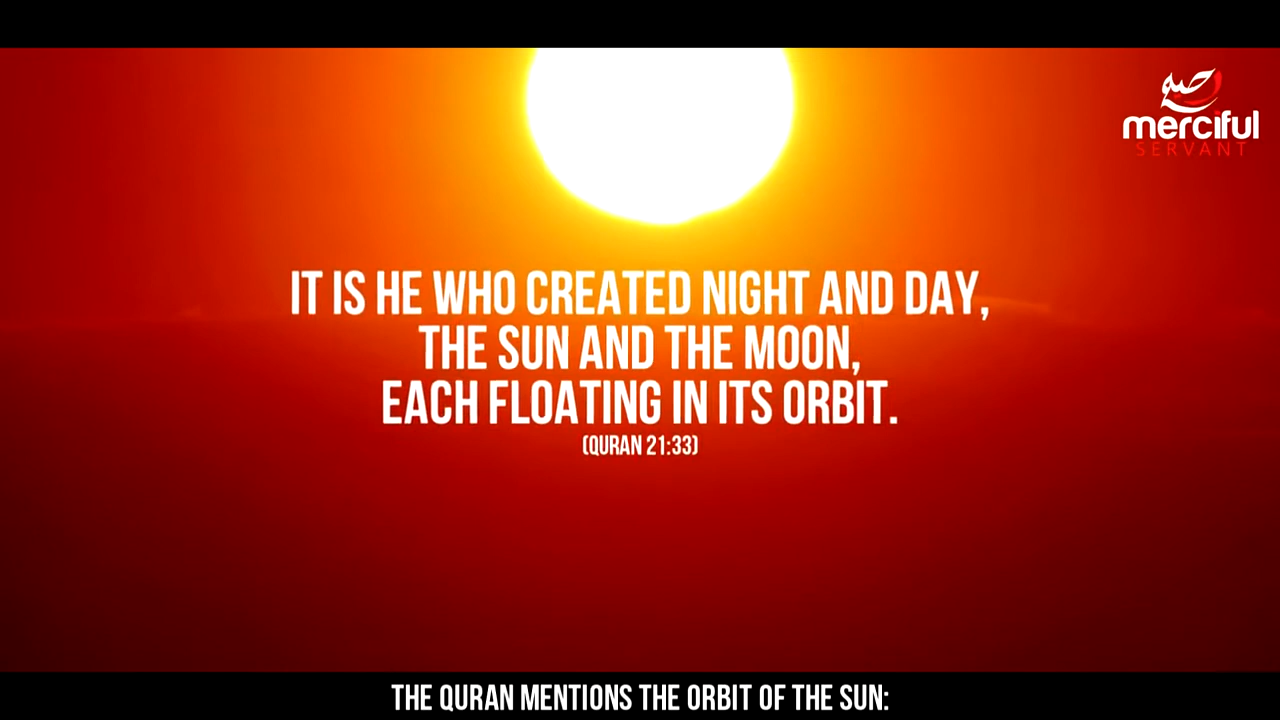 merciful
SERVANT
IT IS HE WHO CREATED NIGHT AND DAY,
THE SUN AND THE MOON,
EACH FLOATING IN ITS ORBIT.
(QURAN 21:33)
THE QURAN MENTIONS THE ORBIT OF THE SUN: